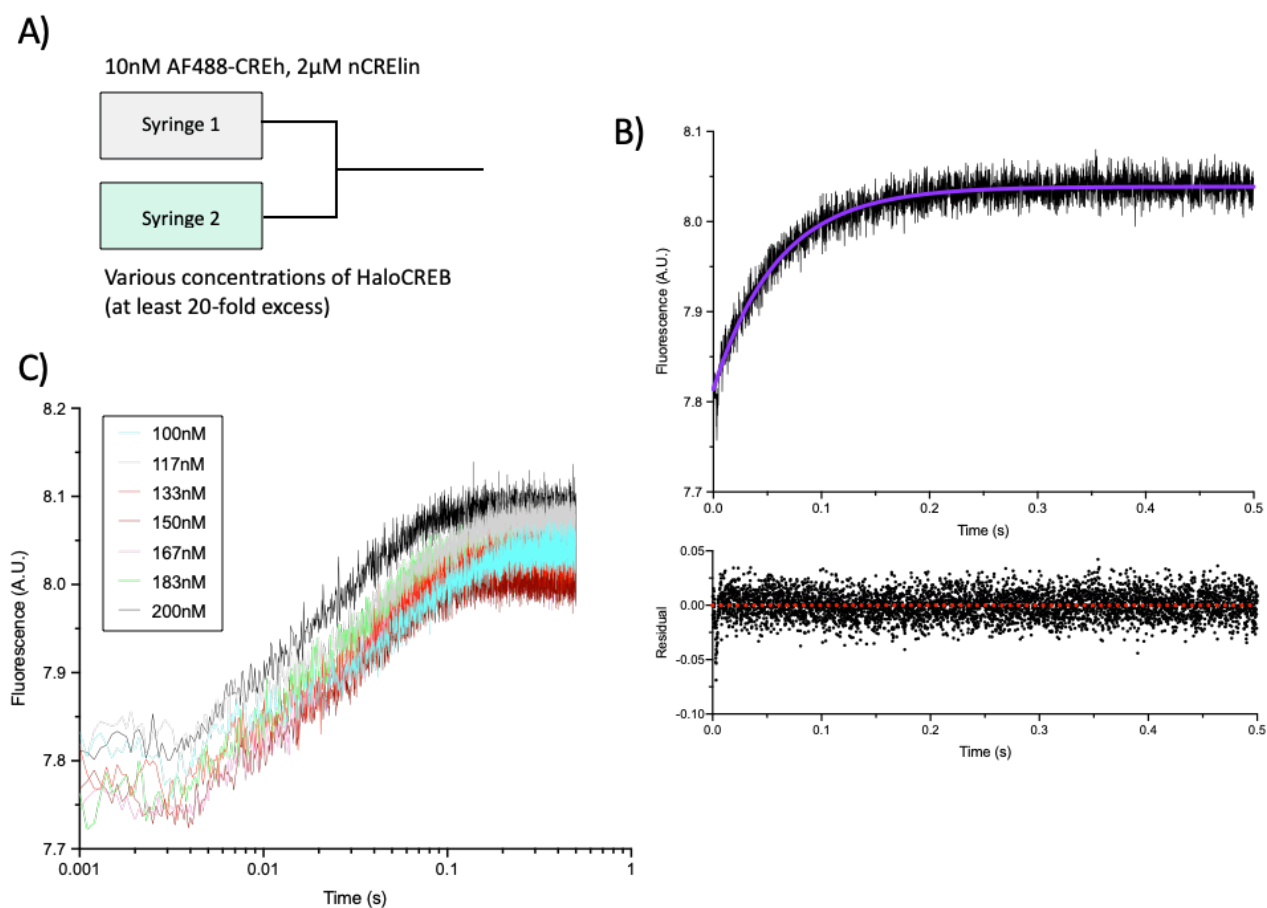 A)
10nM AF488-CREh, 2μM nCRElin
Syringe 1
Syringe 2
Various concentrations of HaloCREB
(at least 20-fold excess)
B)
8.1
8.0
7.9
7.8
7.7
Fluorescence (A.U.)
0.0 0.1 0.2 0.3 0.4 0.5
Time (s)
0.05
0.00
-0.05
-0.10
Residual
0.0 0.1 0.2 0.3 0.4 0.5
Time (s)
C)
8.2
8.1
8.0
7.9
7.8
7.7
Fluorescence (A.U.)
100nM
117nM
133nM
150nM
167nM
183nM
200nM
0.001 0.01 0.1 1
Time (s)